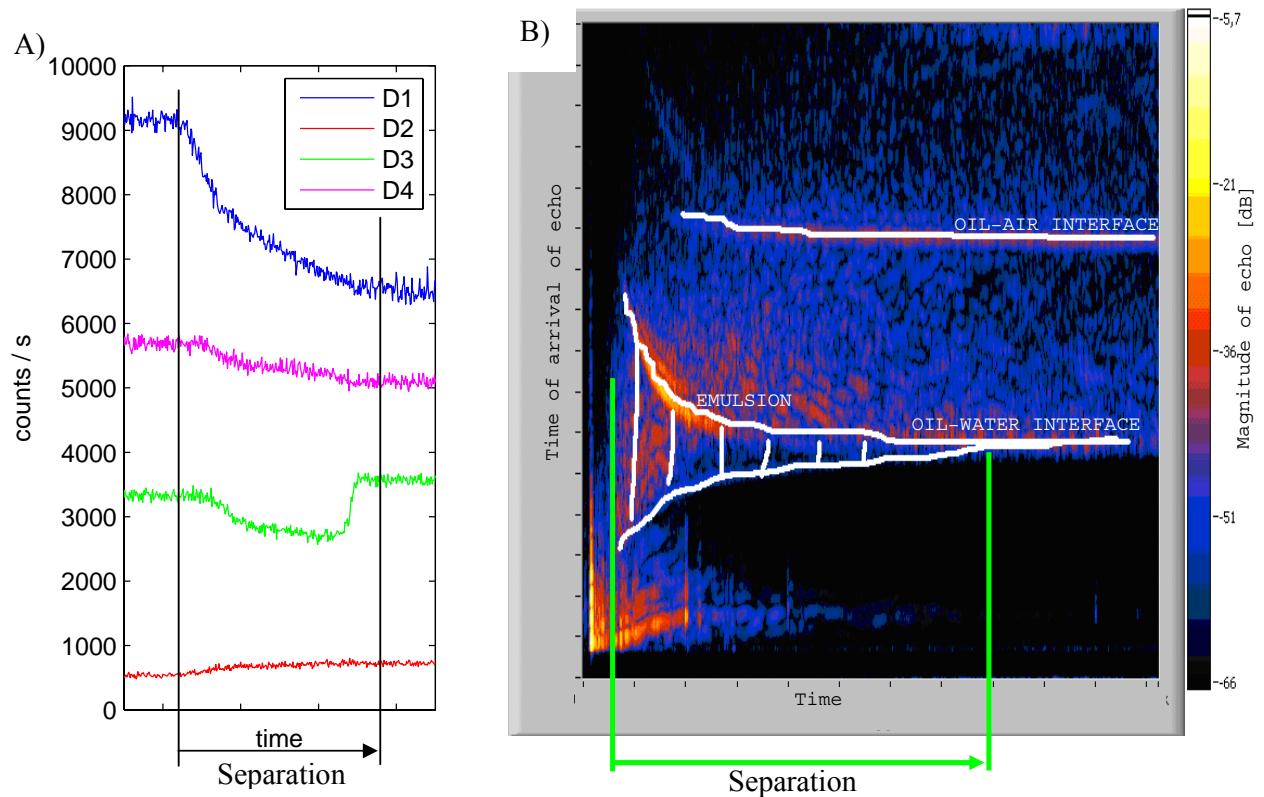 A)
10000
9000
8000
7000
6000
5000
4000
3000
2000
1000
0
counts / s
D1
D2
D3
D4
time
Separation
B)
Time of arrival of echo
OIL-AIR INTERFACE
EMULSION
OIL-WATER INTERFACE
Time
Separation
-5,7
-21
-36
-51
-66
Magnitude of echo [dB]